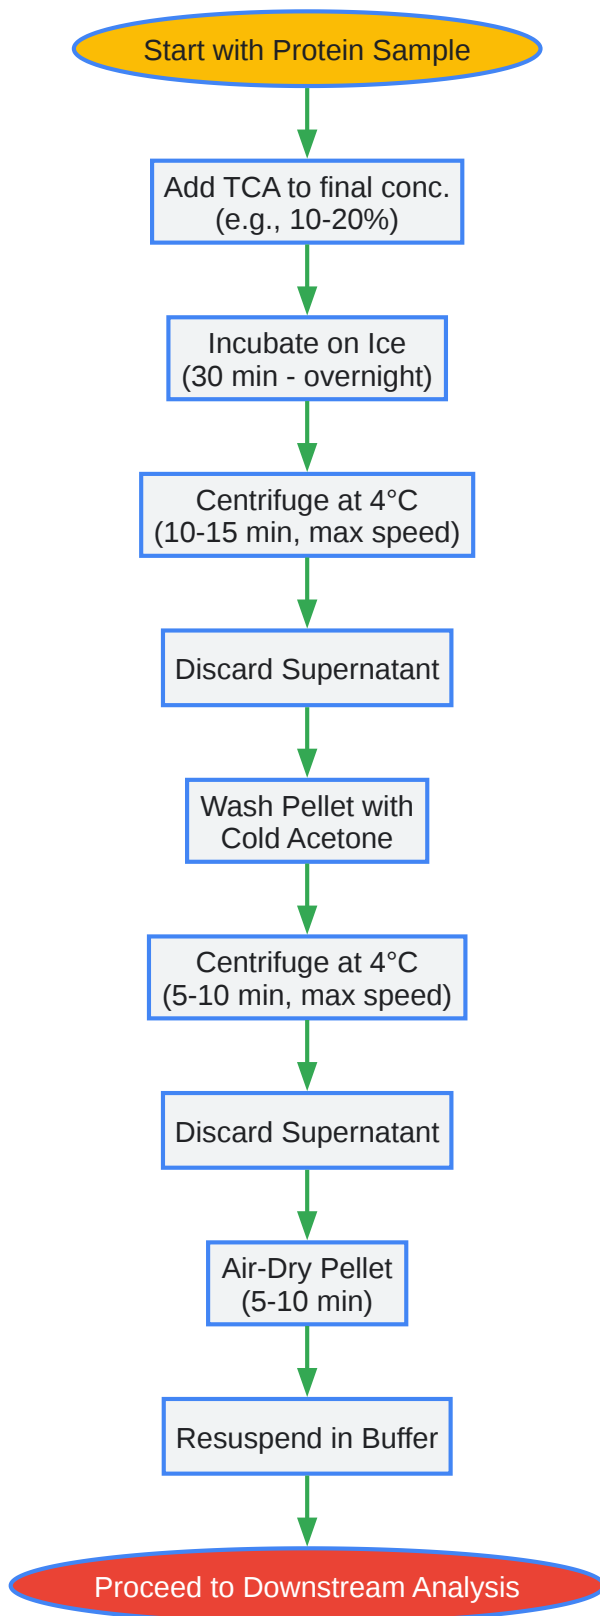 Start with Protein Sample
Add TCA to final conc.
(e.g., 10-20%)
Incubate on Ice
(30 min - overnight)
Centrifuge at 4°C
(10-15 min, max speed)
Discard Supernatant
Wash Pellet with
Cold Acetone
Centrifuge at 4°C
(5-10 min, max speed)
Discard Supernatant
Air-Dry Pellet
(5-10 min)
Resuspend in Buffer
Proceed to Downstream Analysis